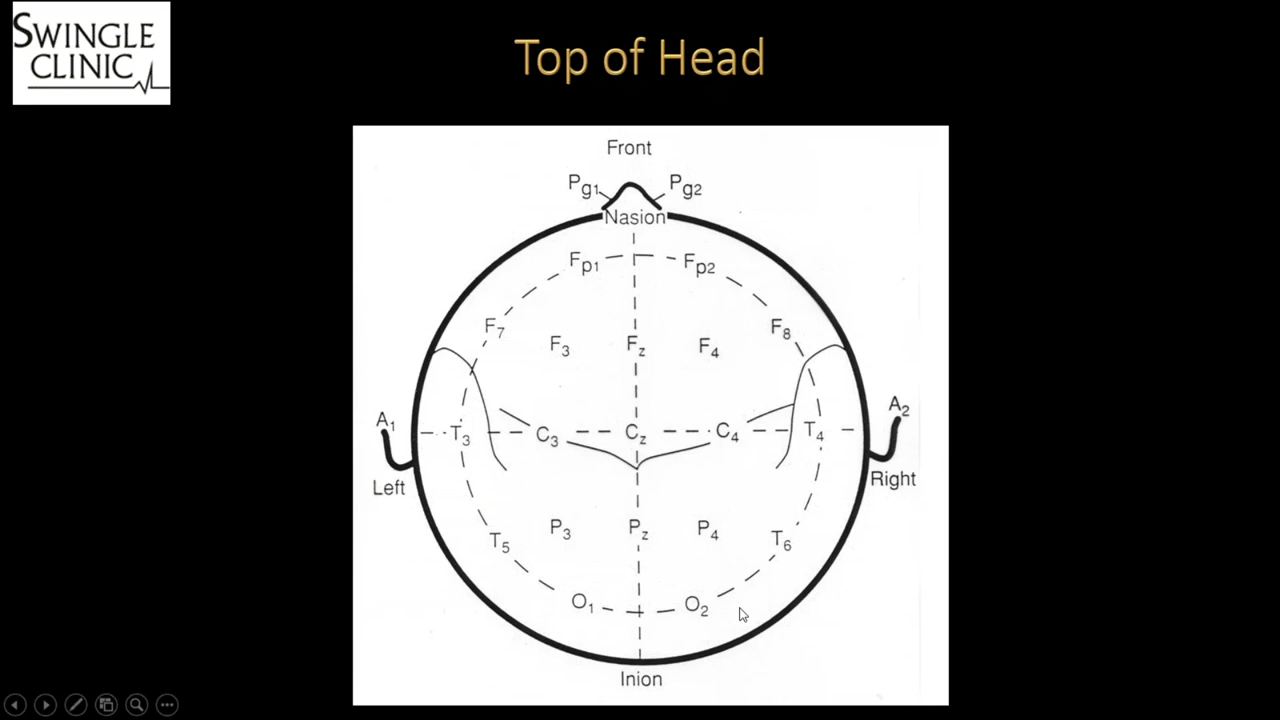 SWINGLE
CLINIC
Top of Head
Front
Pg1 Pg2
Nasion
Fp1 Fp2
F7 F3 Fz F4 F8
A1 A2
T3 C3 Cz C4 T4
Left Right
T5 P3 Pz P4 T6
O1 O2
Inion